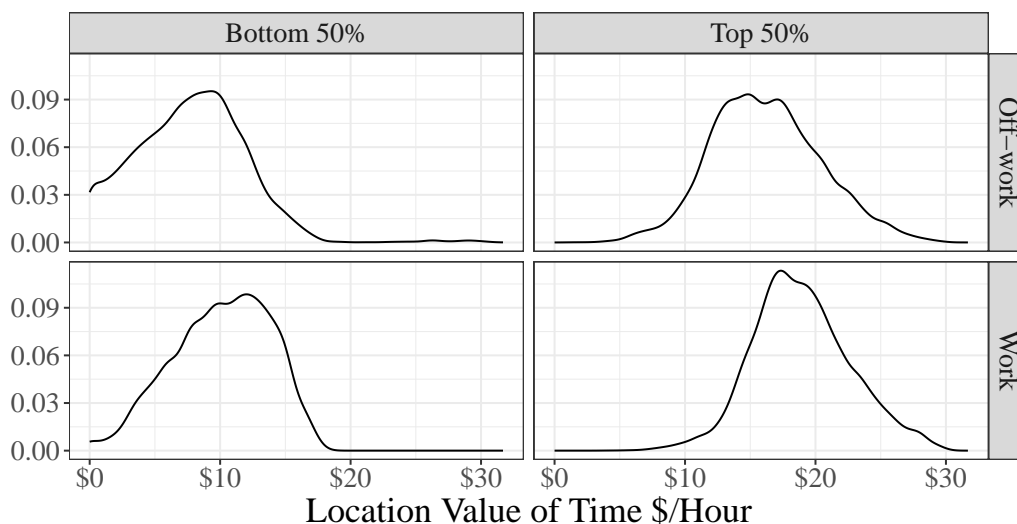 Bottom 50% Top 50%
0.09
0.06
0.03
0.00
Off−work
0.09
0.06
0.03
0.00
Work
$0 $10 $20 $30 $0 $10 $20 $30
Location Value of Time $/Hour